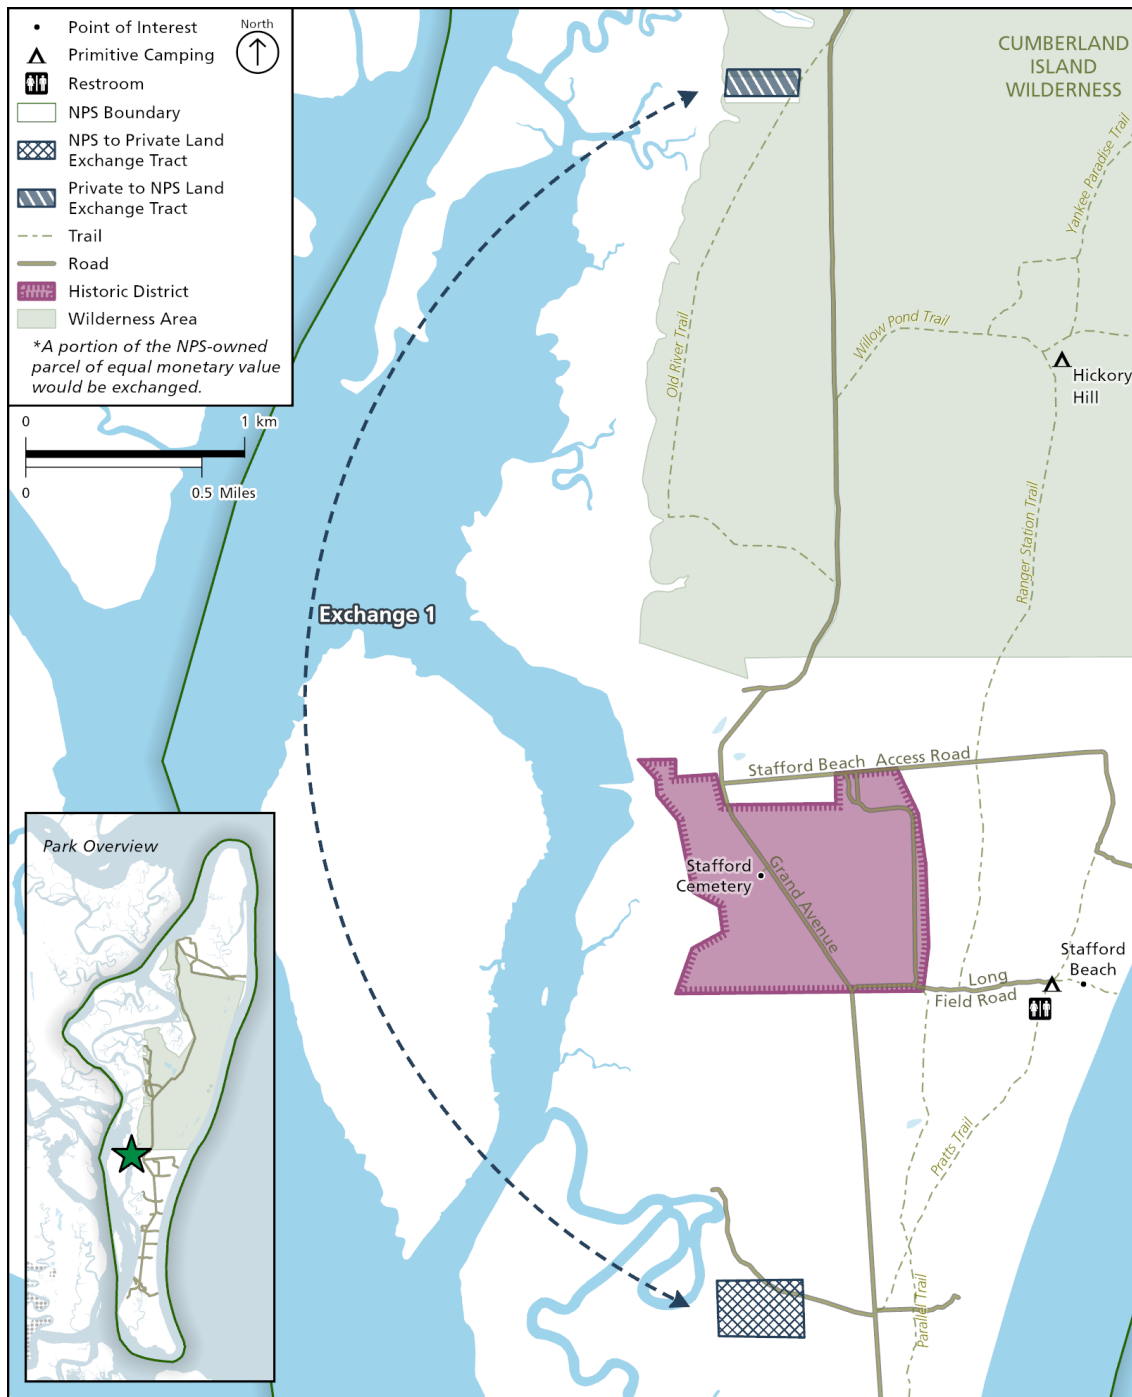 Point of Interest
Primitive Camping
Restroom
NPS Boundary
NPS to Private Land
Exchange Tract
Private to NPS Land
Exchange Tract
Trail
Road
Historic District
Wilderness Area
*A portion of the NPS-owned
parcel of equal monetary value
would be exchanged.
North
0
1 km
0
0.5 Miles
CUMBERLAND
ISLAND
WILDERNESS
Yankee Paradise Trail
Willow Pond Trail
Old River Trail
Hickory
Hill
Ranger Station Trail
Exchange 1
Stafford Beach Access Road
Stafford
Cemetery
Grand Avenue
Stafford
Beach
Long
Field Road
Pratts Trail
Parallel Trail
Park Overview